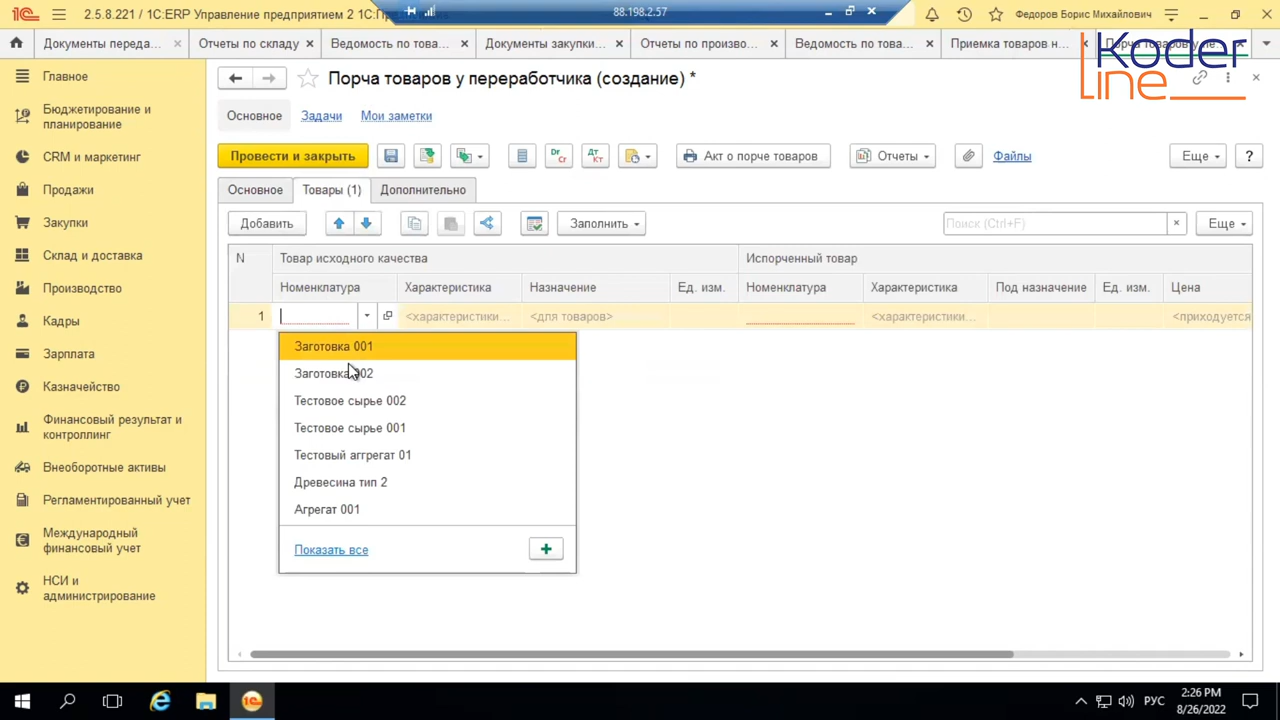 2.5.8.221 / 1С:ERP Управление предприятием 2 1С:Пр
88.198.2.57
Федоров Борис Михайлович
Документы переда...
Отчеты по складу
Ведомость по това...
Документы закупки...
Отчеты по произво...
Ведомость по това...
Приемка товаров н...
Koder
line
Главное
Бюджетирование и
планирование
CRM и маркетинг
Продажи
Закупки
Склад и доставка
Производство
Кадры
Зарплата
Казначейство
Финансовый результат и
контроллинг
Внеоборотные активы
Регламентированный учет
Международный
финансовый учет
НСИ и
администрирование
Порча товаров у переработчика (создание) *
Основное
Задачи
Мои заметки
Провести и закрыть
Dr
Cr
Дт
Кт
Акт о порче товаров
Отчеты
Файлы
Еще
?
Основное
Товары (1)
Дополнительно
Добавить
Заполнить
Поиск (Ctrl+F)
Еще
N
Товар исходного качества
Испорченный товар
Номенклатура
Характеристика
Назначение
Ед. изм.
Номенклатура
Характеристика
Под назначение
Ед. изм.
Цена
1
<характеристики...
<для товаров>
<характеристики...
<приходуется
Заготовка 001
Заготовка 002
Тестовое сырье 002
Тестовое сырье 001
Тестовый аггрегат 01
Древесина тип 2
Агрегат 001
Показать все
РУС
2:26 PM
8/26/2022